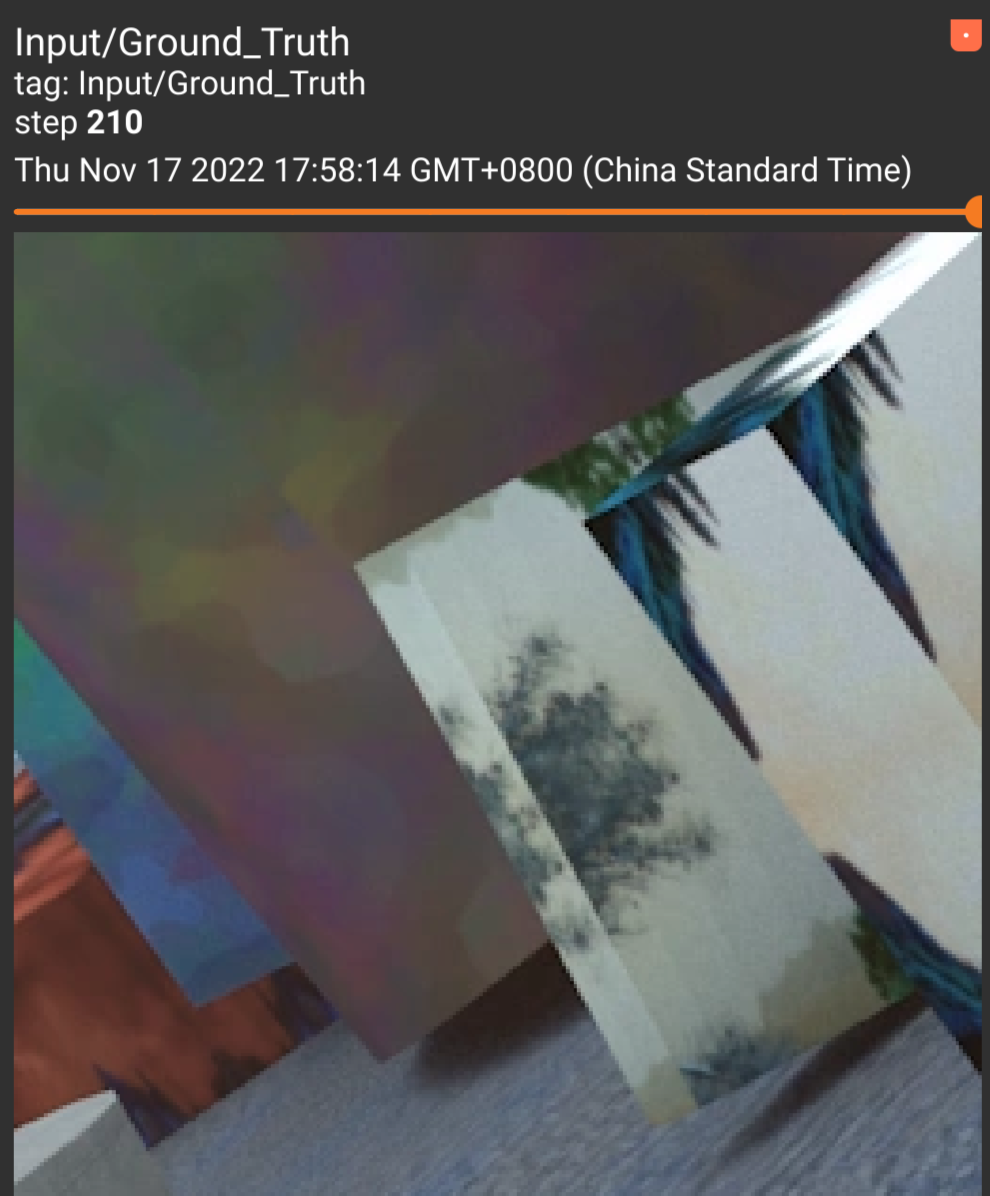 Input/Ground_Truth
tag: Input/Ground_Truth
step 210
Thu Nov 17 2022 17:58:14 GMT+0800 (China Standard Time)